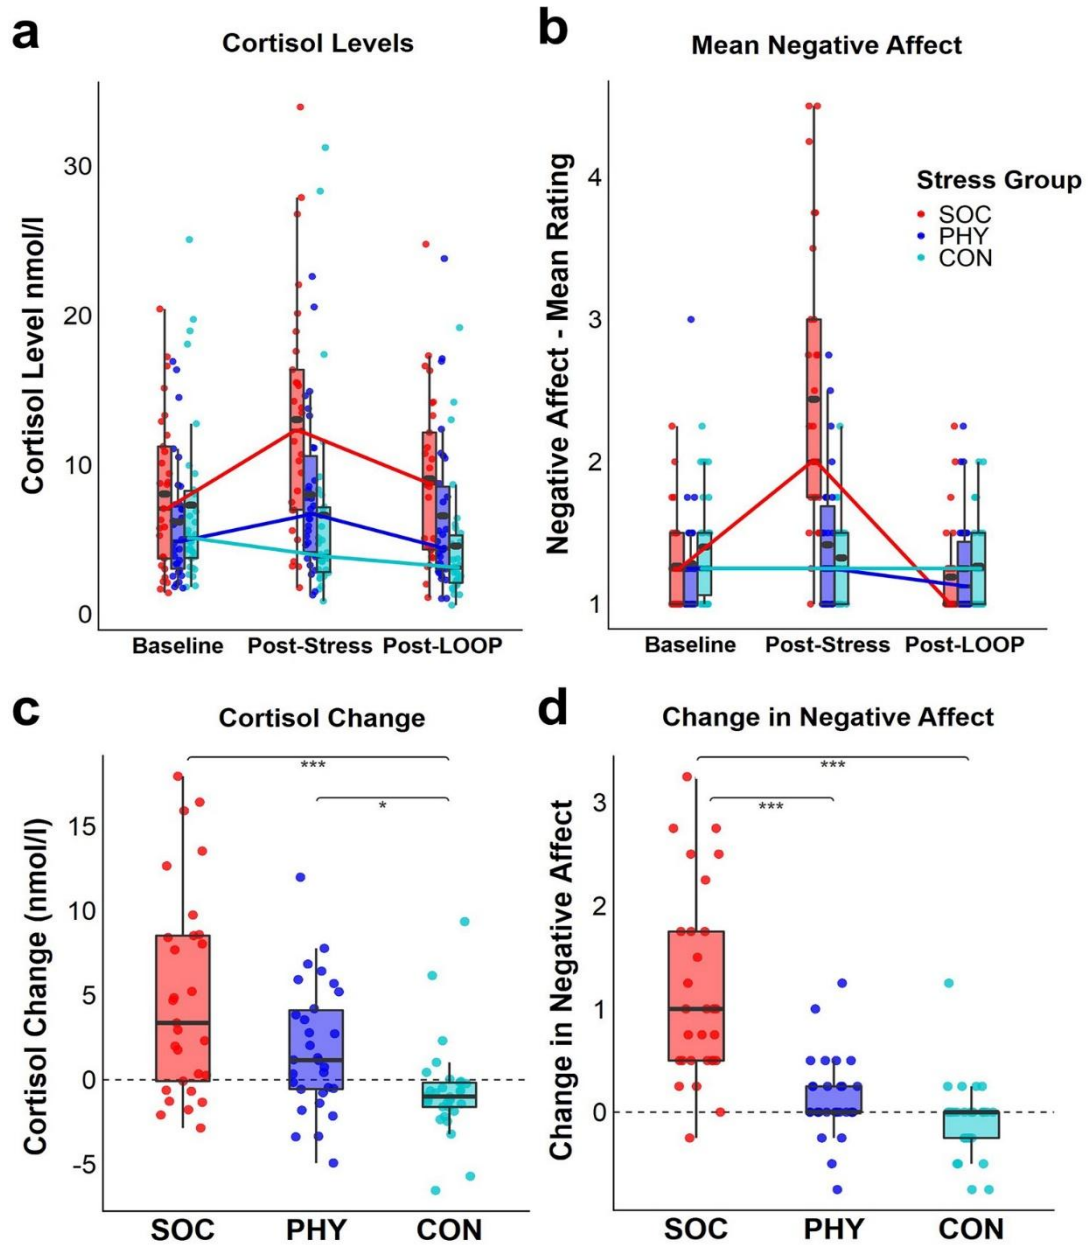 a
Cortisol Levels
Cortisol Level nmol/l
30
20
10
0
Baseline Post-Stress Post-LOOP
b
Mean Negative Affect
Negative Affect - Mean Rating
4
3
2
1
Stress Group
SOC
PHY
CON
Baseline Post-Stress Post-LOOP
c
Cortisol Change
Cortisol Change (nmol/l)
***
*
15
10
5
0
-5
SOC PHY CON
d
Change in Negative Affect
Change in Negative Affect
***
***
3
2
1
0
SOC PHY CON